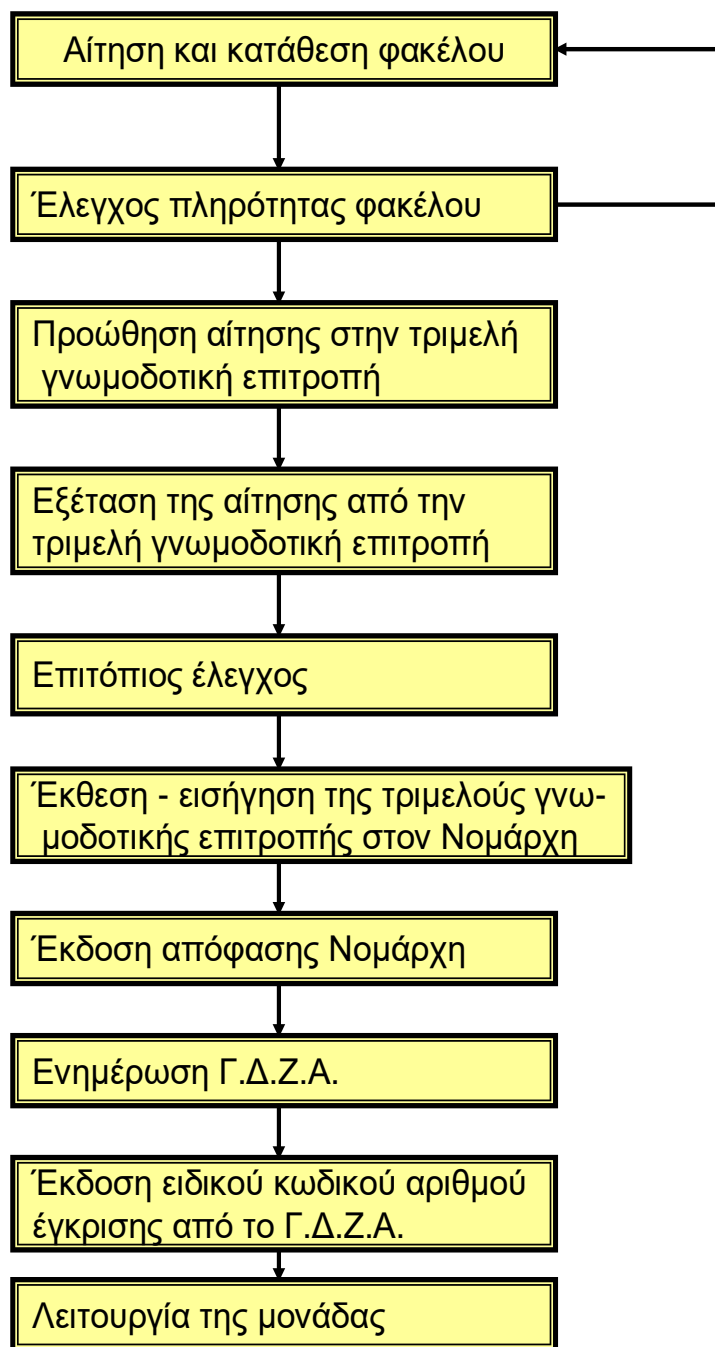 Αίτηση και κατάθεση φακέλου
Έλεγχος πληρότητας φακέλου
Προώθηση αίτησης στην τριμελή
γνωμοδοτική επιτροπή
Εξέταση της αίτησης από την
τριμελή γνωμοδοτική επιτροπή
Επιτόπιος έλεγχος
Έκθεση - εισήγηση της τριμελούς γνω-
μοδοτικής επιτροπής στον Νομάρχη
Έκδοση απόφασης Νομάρχη
Ενημέρωση Γ.Δ.Ζ.Α.
Έκδοση ειδικού κωδικού αριθμού
έγκρισης από το Γ.Δ.Ζ.Α.
Λειτουργία της μονάδας